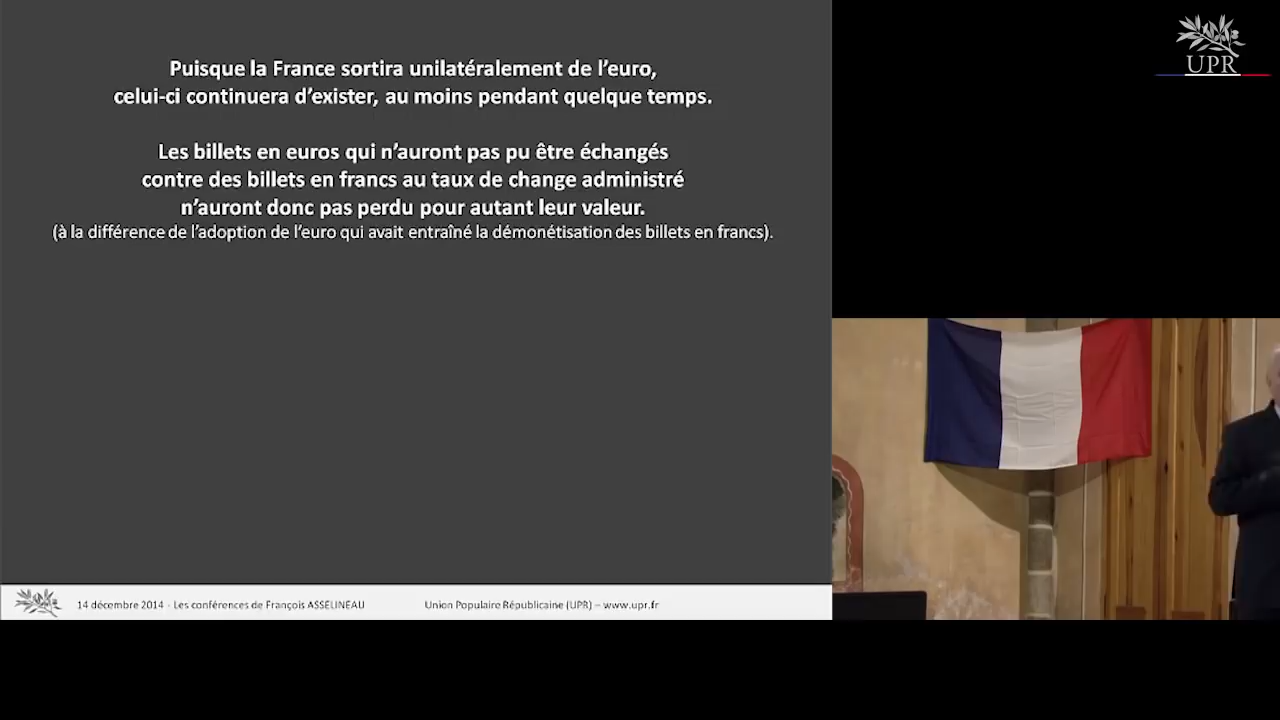 Puisque la France sortira unilatéralement de l’euro,
celui-ci continuera d’exister, au moins pendant quelque temps.
Les billets en euros qui n’auront pas pu être échangés
contre des billets en francs au taux de change administré
n’auront donc pas perdu pour autant leur valeur.
(à la différence de l’adoption de l’euro qui avait entraîné la démonétisation des billets en francs).
UPR
14 décembre 2014 - Les conférences de François ASSELINEAU
Union Populaire Républicaine (UPR) – www.upr.fr